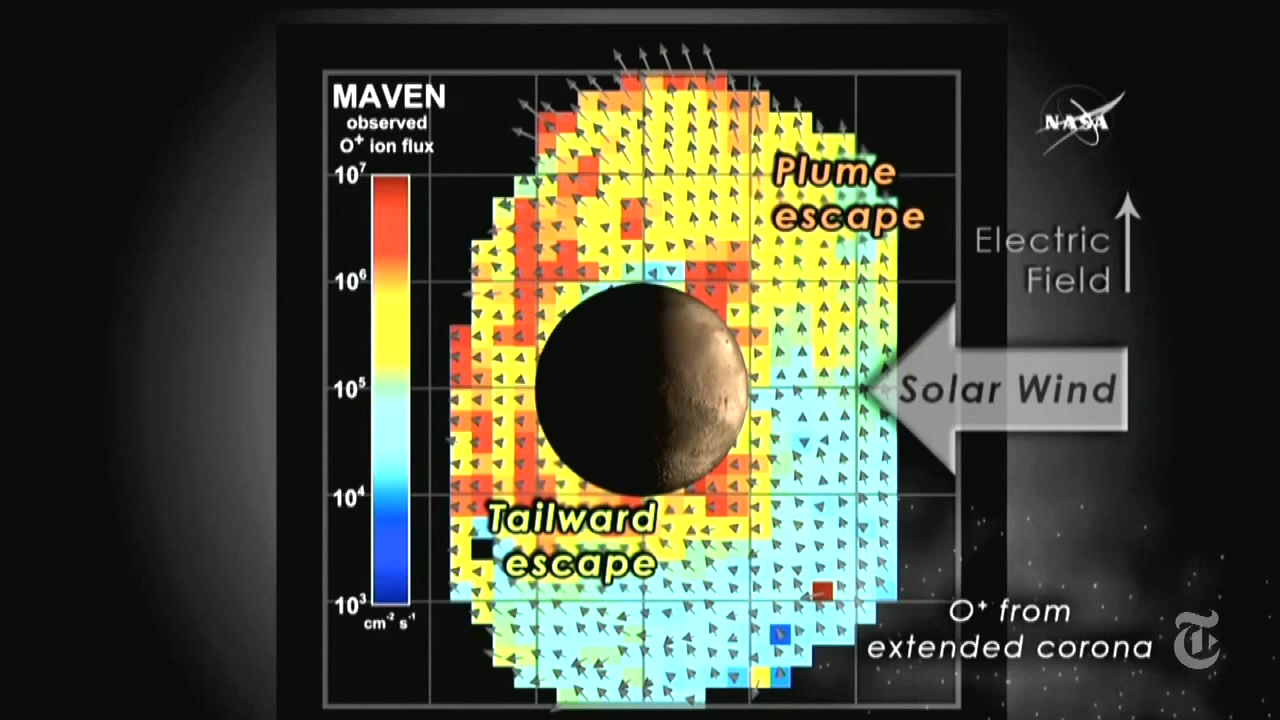 MAVEN
observed
O⁺ ion flux
10⁷
10⁶
10⁵
10⁴
10³
cm⁻² s⁻¹
Plume
escape
Tailward
escape
NASA
Electric
Field
Solar Wind
O⁺ from
extended corona
T